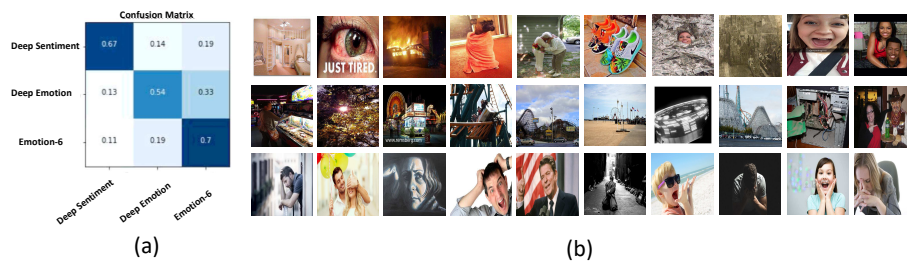 Confusion Matrix
Deep Sentiment
0.67 0.14 0.19
Deep Emotion
0.13 0.54 0.33
Emotion-6
0.11 0.19 0.7
Deep Sentiment
Deep Emotion
Emotion-6
(a)
JUST TIRED.
(b)